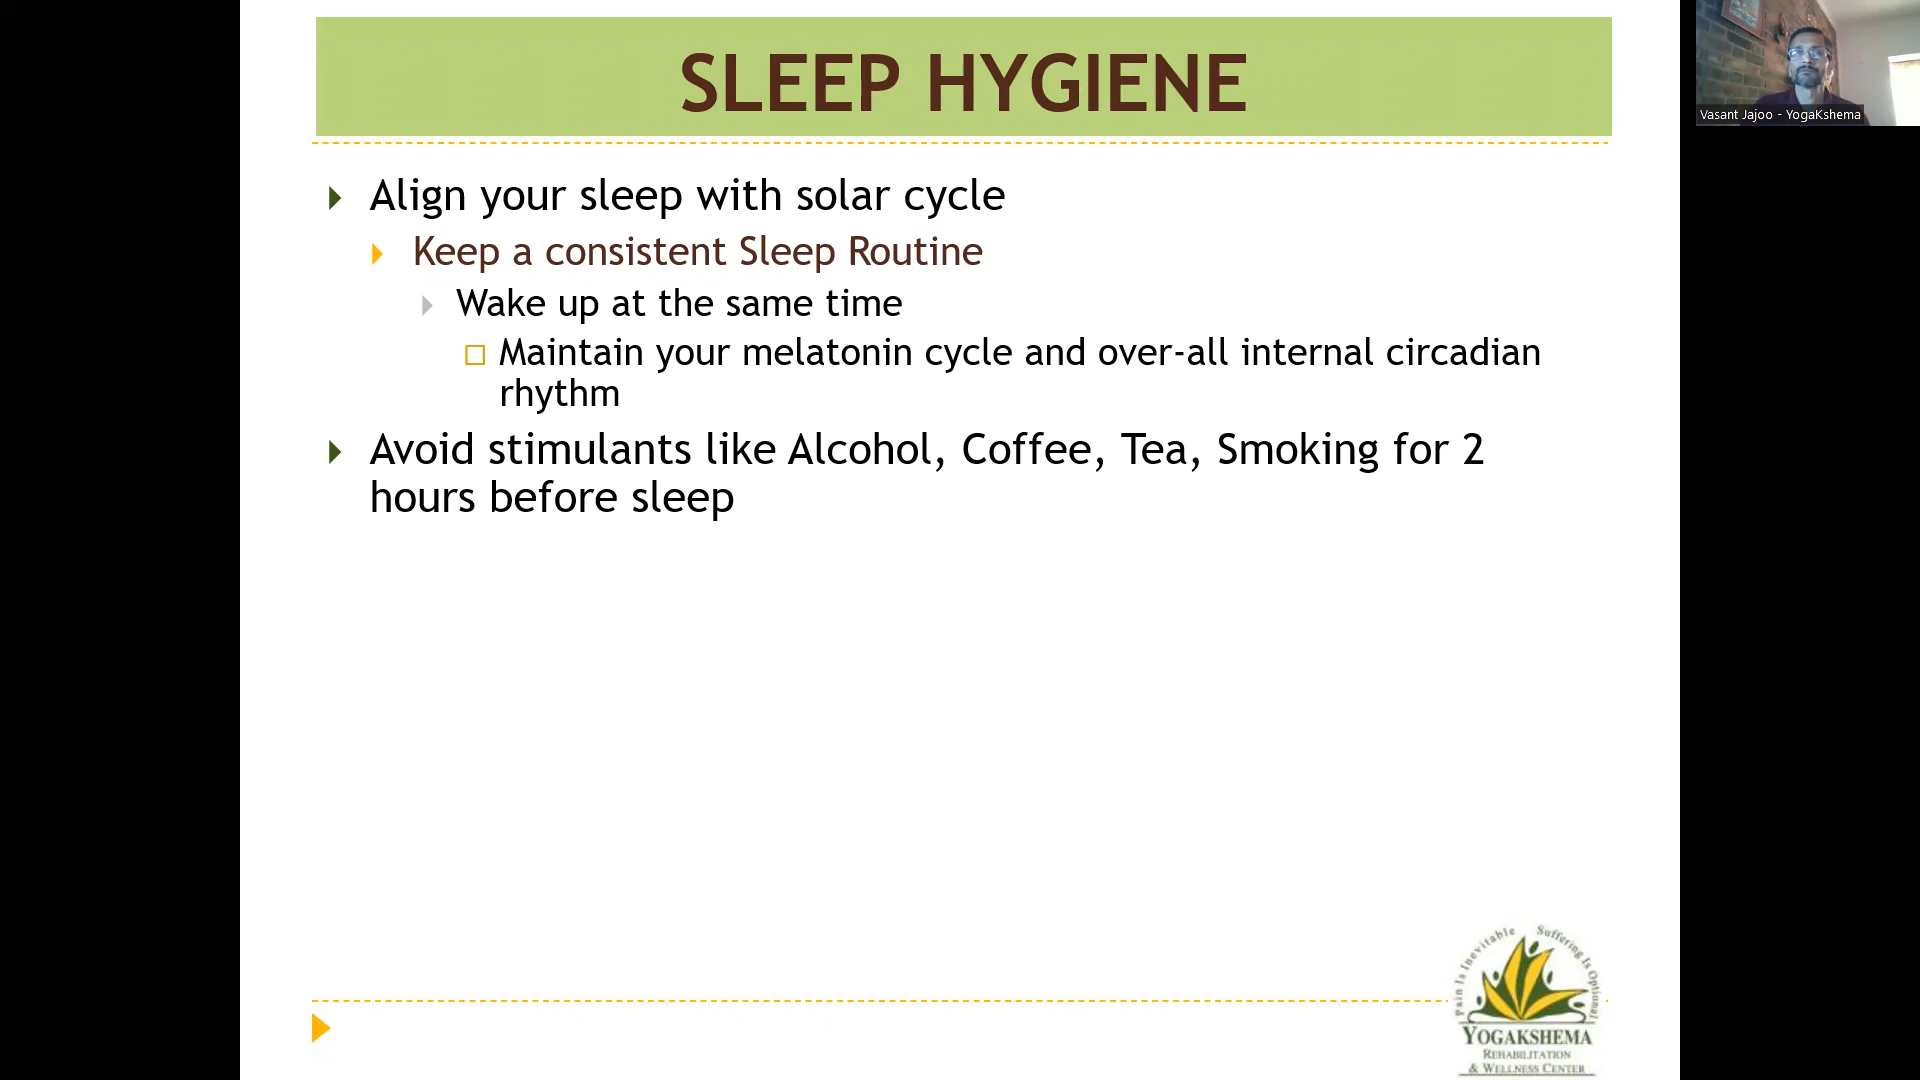 SLEEP HYGIENE
Vasant Jajoo - YogaKshema
Align your sleep with solar cycle
Keep a consistent Sleep Routine
Wake up at the same time
Maintain your melatonin cycle and over-all internal circadian
rhythm
Avoid stimulants like Alcohol, Coffee, Tea, Smoking for 2
hours before sleep
Pain Is Inevitable Suffering Is Optional
YOGAKSHEMA
REHABILITATION
& WELLNESS CENTER